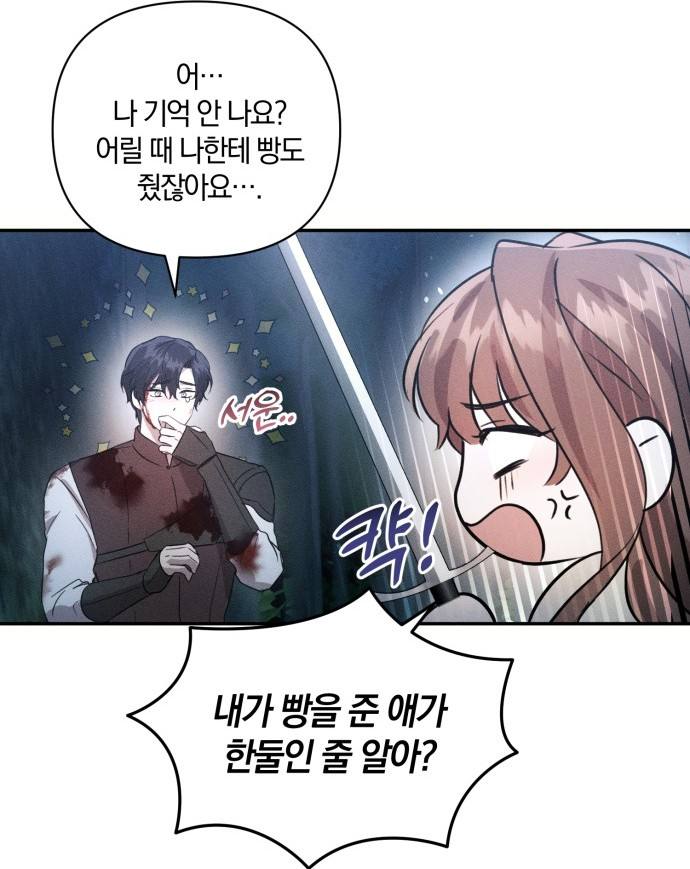 어…
나 기억 안 나요?
어릴 때 나한테 빵도
줬잖아요….
서운..
캭!
내가 빵을 준 애가
한둘인 줄 알아?